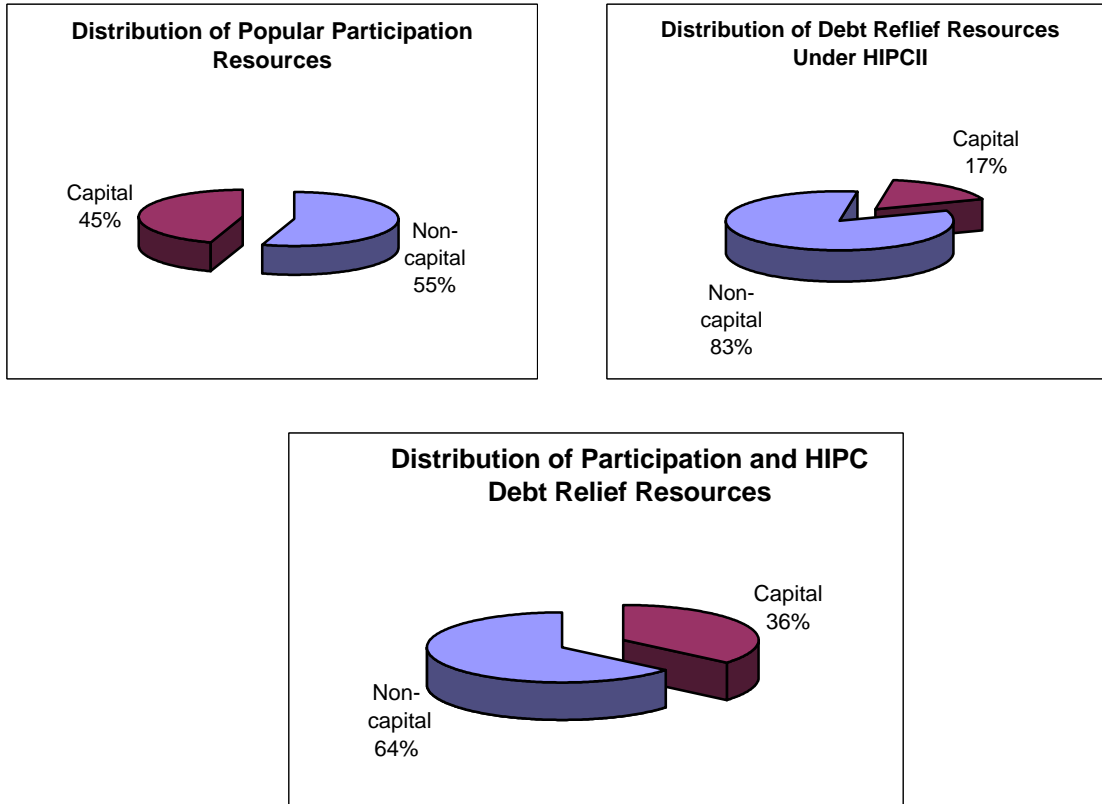 Distribution of Popular Participation
Resources
Capital
45%
Non-
capital
55%
Distribution of Debt Reflief Resources
Under HIPCII
Capital
17%
Non-
capital
83%
Distribution of Participation and HIPC
Debt Relief Resources
Capital
36%
Non-
capital
64%